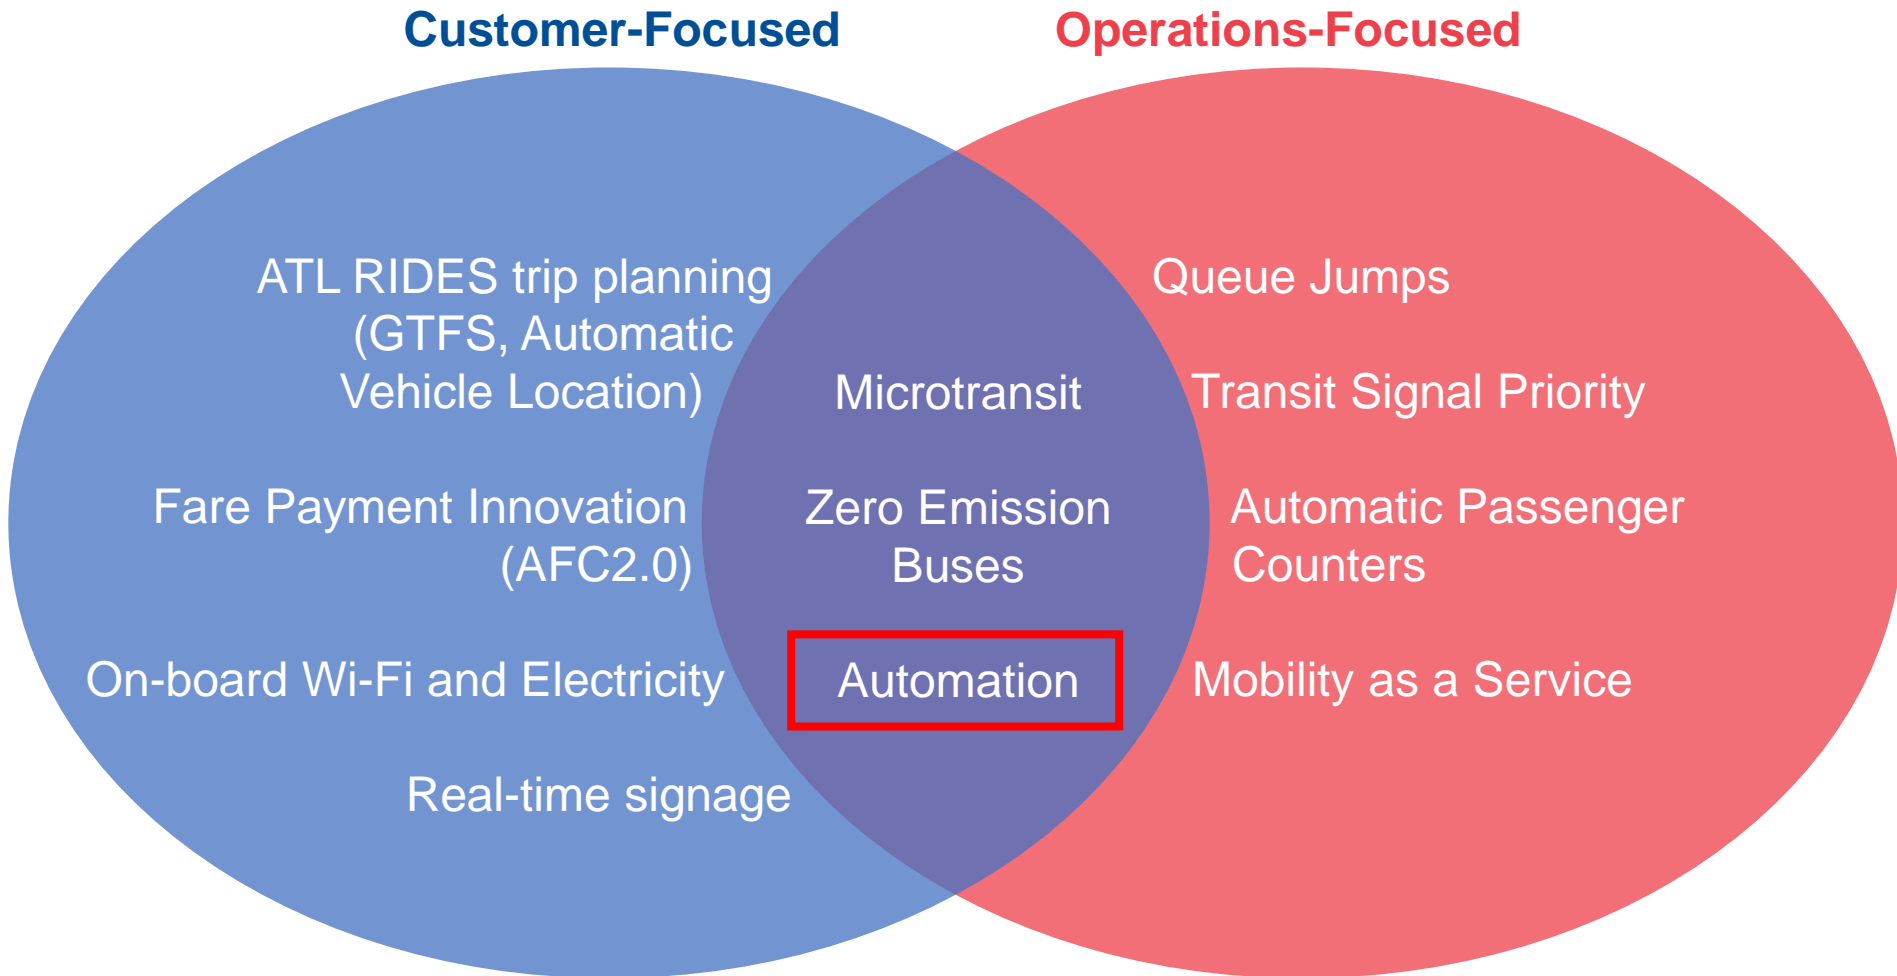 Customer-Focused
Operations-Focused
ATL RIDES trip planning
(GTFS, Automatic
Vehicle Location)
Fare Payment Innovation
(AFC2.0)
On-board Wi-Fi and Electricity
Real-time signage
Microtransit
Zero Emission
Buses
Automation
Queue Jumps
Transit Signal Priority
Automatic Passenger
Counters
Mobility as a Service